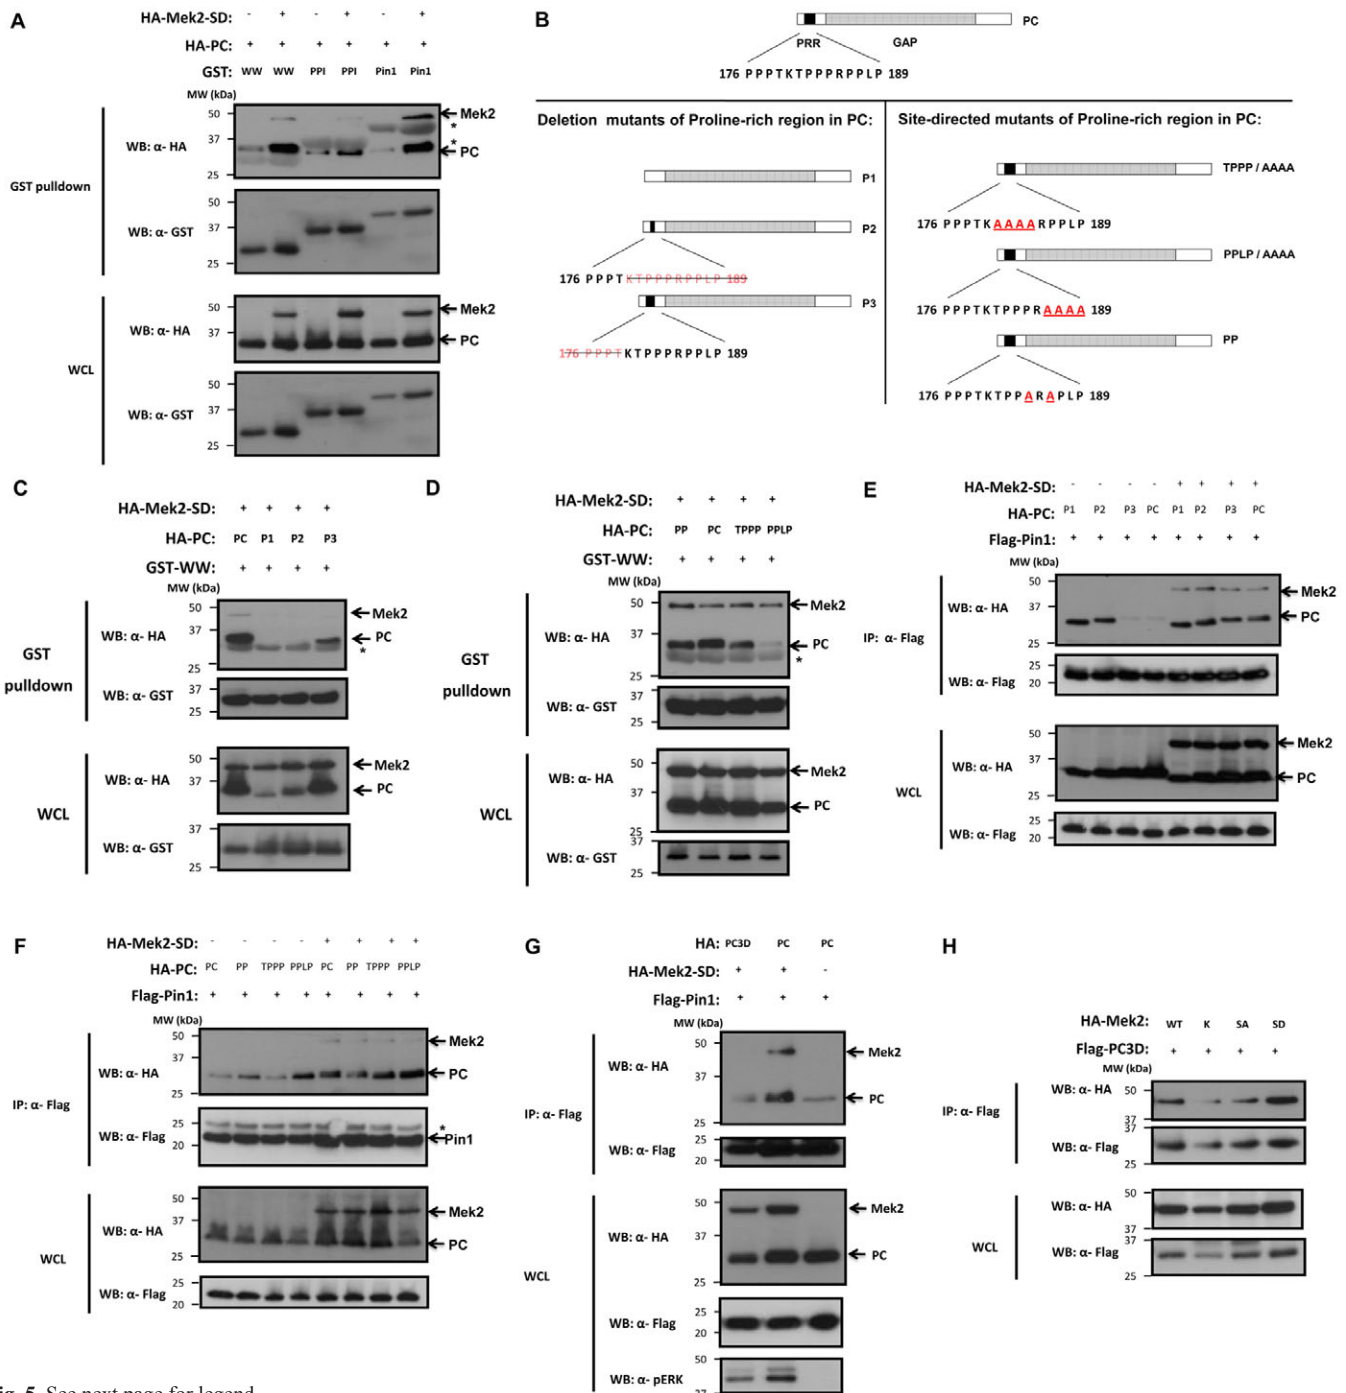 A
HA-Mek2-SD: - + - + - +
HA-PC: + + + + + +
GST: WW WW PPI PPI Pin1 Pin1
MW (kDa)
GST pulldown
WB: α- HA
50
37
25
Mek2
*
*
PC
WB: α- GST
50
37
25
WCL
WB: α- HA
50
37
Mek2
PC
WB: α- GST
50
37
25
B
PC
PRR GAP
176 PPPTKTPPPRPPLP 189
Deletion mutants of Proline-rich region in PC:
P1
P2
176 PPPTKTPPPRPPLP 189
P3
176 PPPTKTPPPRPPLP 189
Site-directed mutants of Proline-rich region in PC:
TPPP / AAAA
176 PPPTKAAAARPPLP 189
PPLP / AAAA
176 PPPTKTPPPRAAAA 189
PP
176 PPPTKTPPARAPLP 189
C
HA-Mek2-SD: + + + +
HA-PC: PC P1 P2 P3
GST-WW: + + + +
MW (kDa)
GST pulldown
WB: α- HA
50
37
25
Mek2
PC
*
WB: α- GST
37
25
WCL
WB: α- HA
50
37
25
Mek2
PC
WB: α- GST
37
25
D
HA-Mek2-SD: + + + +
HA-PC: PP PC TPPP PPLP
GST-WW: + + + +
MW (kDa)
GST pulldown
WB: α- HA
50
37
25
Mek2
PC
*
WB: α- GST
37
25
WCL
WB: α- HA
50
37
25
Mek2
PC
WB: α- GST
37
25
E
HA-Mek2-SD: - - - - + + + +
HA-PC: P1 P2 P3 PC P1 P2 P3 PC
Flag-Pin1: + + + + + + + +
MW (kDa)
IP: α- Flag
WB: α- HA
50
37
25
Mek2
PC
WB: α- Flag
25
20
WCL
WB: α- HA
50
37
25
Mek2
PC
WB: α- Flag
25
20
F
HA-Mek2-SD: - - - - + + + +
HA-PC: PC PP TPPP PPLP PC PP TPPP PPLP
Flag-Pin1: + + + + + + + +
MW (kDa)
IP: α- Flag
WB: α- HA
50
37
25
Mek2
PC
WB: α- Flag
25
20
*
Pin1
WCL
WB: α- HA
50
37
25
Mek2
PC
WB: α- Flag
25
20
G
HA: PC3D PC PC
HA-Mek2-SD: + + -
Flag-Pin1: + + +
MW (kDa)
IP: α- Flag
WB: α- HA
50
37
25
Mek2
PC
WB: α- Flag
25
20
WCL
WB: α- HA
50
37
25
Mek2
PC
WB: α- Flag
25
20
WB: α- pERK
50
H
HA-Mek2: WT K SA SD
Flag-PC3D: + + + +
MW (kDa)
IP: α- Flag
WB: α- HA
50
37
WB: α- Flag
37
25
WCL
WB: α- HA
50
37
WB: α- Flag
37
25
5. See next page for legend